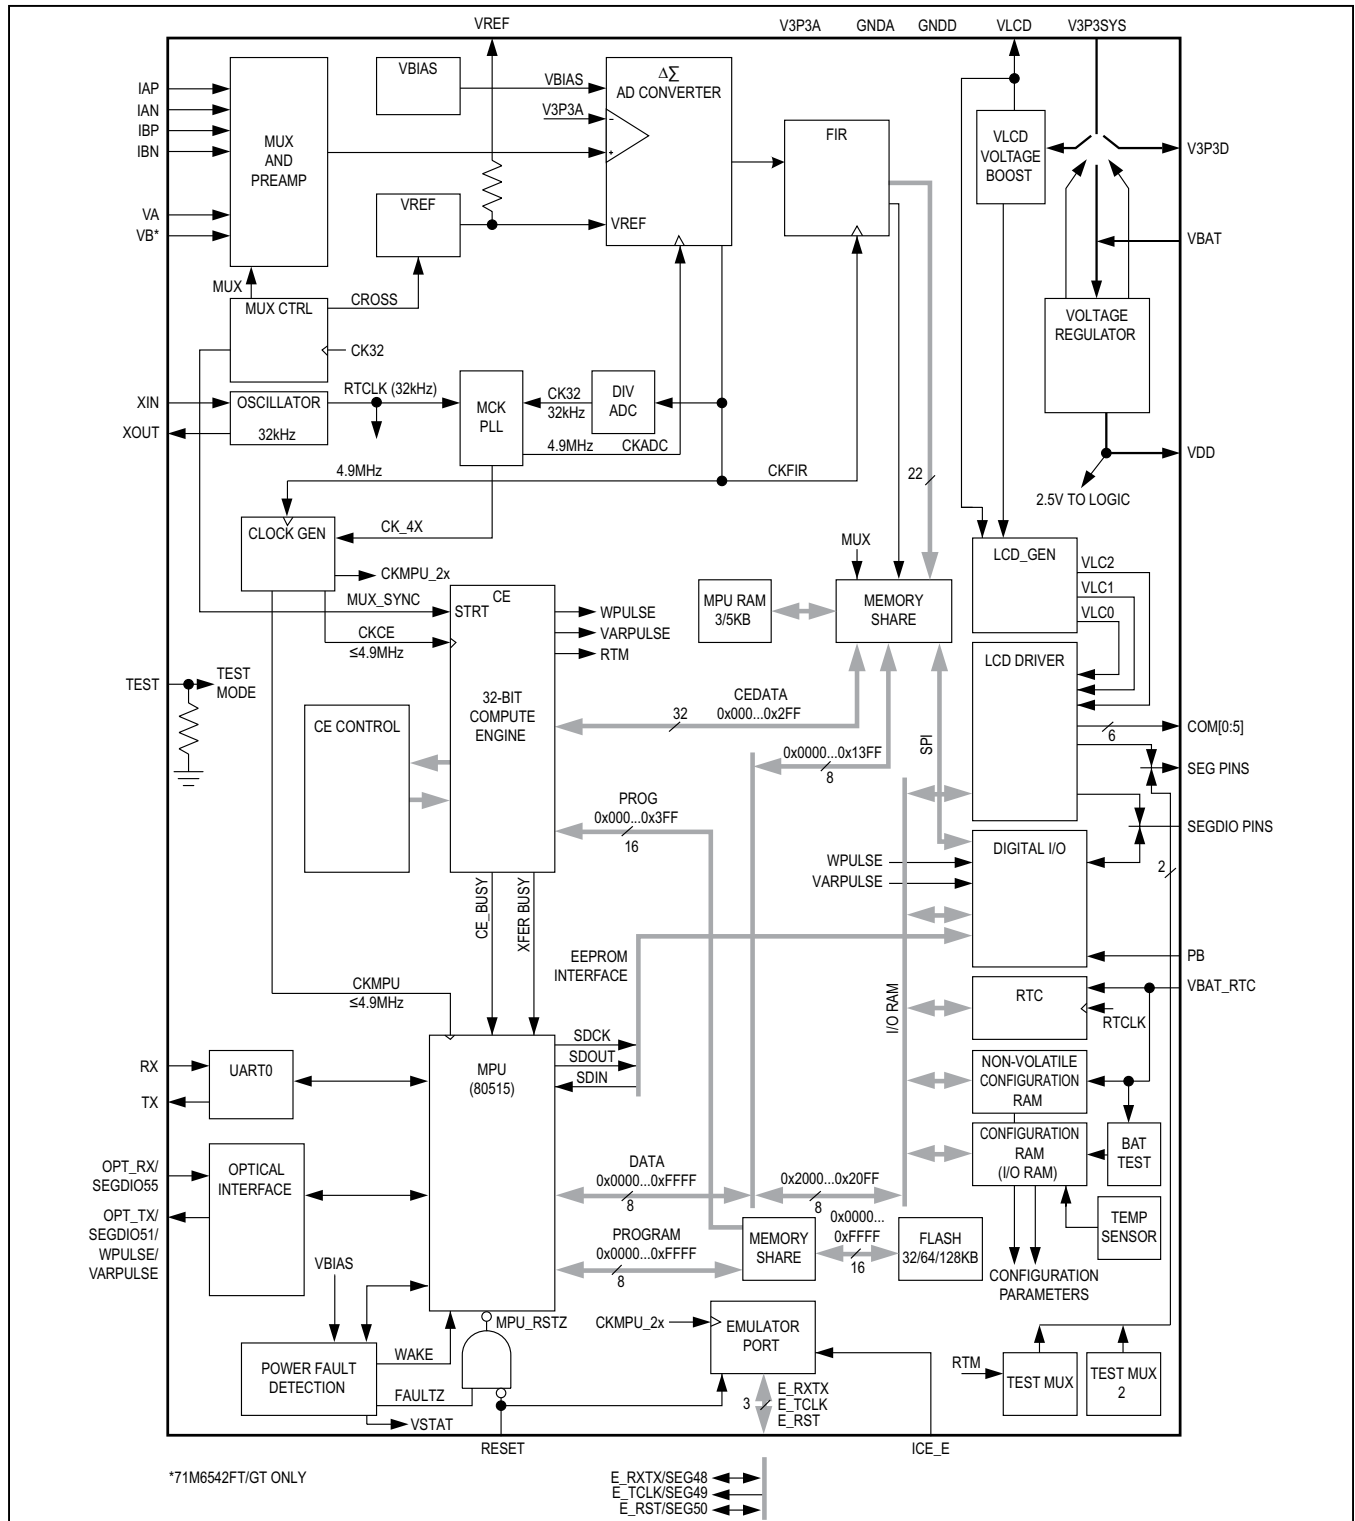 VREF
V3P3A
GNDA
GNDD
VLCD
V3P3SYS
IAP
IAN
IBP
IBN
VA
VB*
MUX
AND
PREAMP
VBIAS
VBIAS
V3P3A
ΔΣ
AD CONVERTER
-
+
VREF
VREF
FIR
VLCD
VOLTAGE
BOOST
V3P3D
VBAT
MUX
MUX CTRL
CROSS
CK32
VOLTAGE
REGULATOR
XIN
XOUT
OSCILLATOR
32kHz
RTCLK (32kHz)
MCK
PLL
CK32
32kHz
DIV
ADC
4.9MHz
CKADC
VDD
2.5V TO LOGIC
4.9MHz
CKFIR
22
CLOCK GEN
CK_4X
CKMPU_2x
MUX_SYNC
CKCE
≤4.9MHz
CE
STRT
32-BIT
COMPUTE
ENGINE
WPULSE
VARPULSE
RTM
MUX
MPU RAM
3/5KB
MEMORY
SHARE
LCD_GEN
VLC2
VLC1
VLC0
LCD DRIVER
TEST
TEST
MODE
CE CONTROL
CEDATA
0x000...0x2FF
32
0x0000...0x13FF
8
SPI
COM[0:5]
6
SEG PINS
SEGDIO PINS
PROG
0x000...0x3FF
16
DIGITAL I/O
WPULSE
VARPULSE
2
CE_BUSY
XFER BUSY
EEPROM
INTERFACE
I/O RAM
PB
VBAT_RTC
CKMPU
≤4.9MHz
RTC
RTCLK
RX
TX
UART0
MPU
(80515)
SDCK
SDOUT
SDIN
NON-VOLATILE
CONFIGURATION
RAM
CONFIGURATION
RAM
(I/O RAM)
BAT
TEST
OPT_RX/
SEGDIO55
OPT_TX/
SEGDIO51/
WPULSE/
VARPULSE
OPTICAL
INTERFACE
DATA
0x0000...0xFFFF
8
0x2000...0x20FF
8
PROGRAM
0x0000...0xFFFF
8
MEMORY
SHARE
0x0000...
0xFFFF
16
FLASH
32/64/128KB
TEMP
SENSOR
CONFIGURATION
PARAMETERS
VBIAS
MPU_RSTZ
CKMPU_2x
EMULATOR
PORT
POWER FAULT
DETECTION
WAKE
FAULTZ
VSTAT
3
E_RXTX
E_TCLK
E_RST
RTM
TEST MUX
TEST MUX
2
RESET
ICE_E
*71M6542FT/GT ONLY
E_RXTX/SEG48
E_TCLK/SEG49
E_RST/SEG50